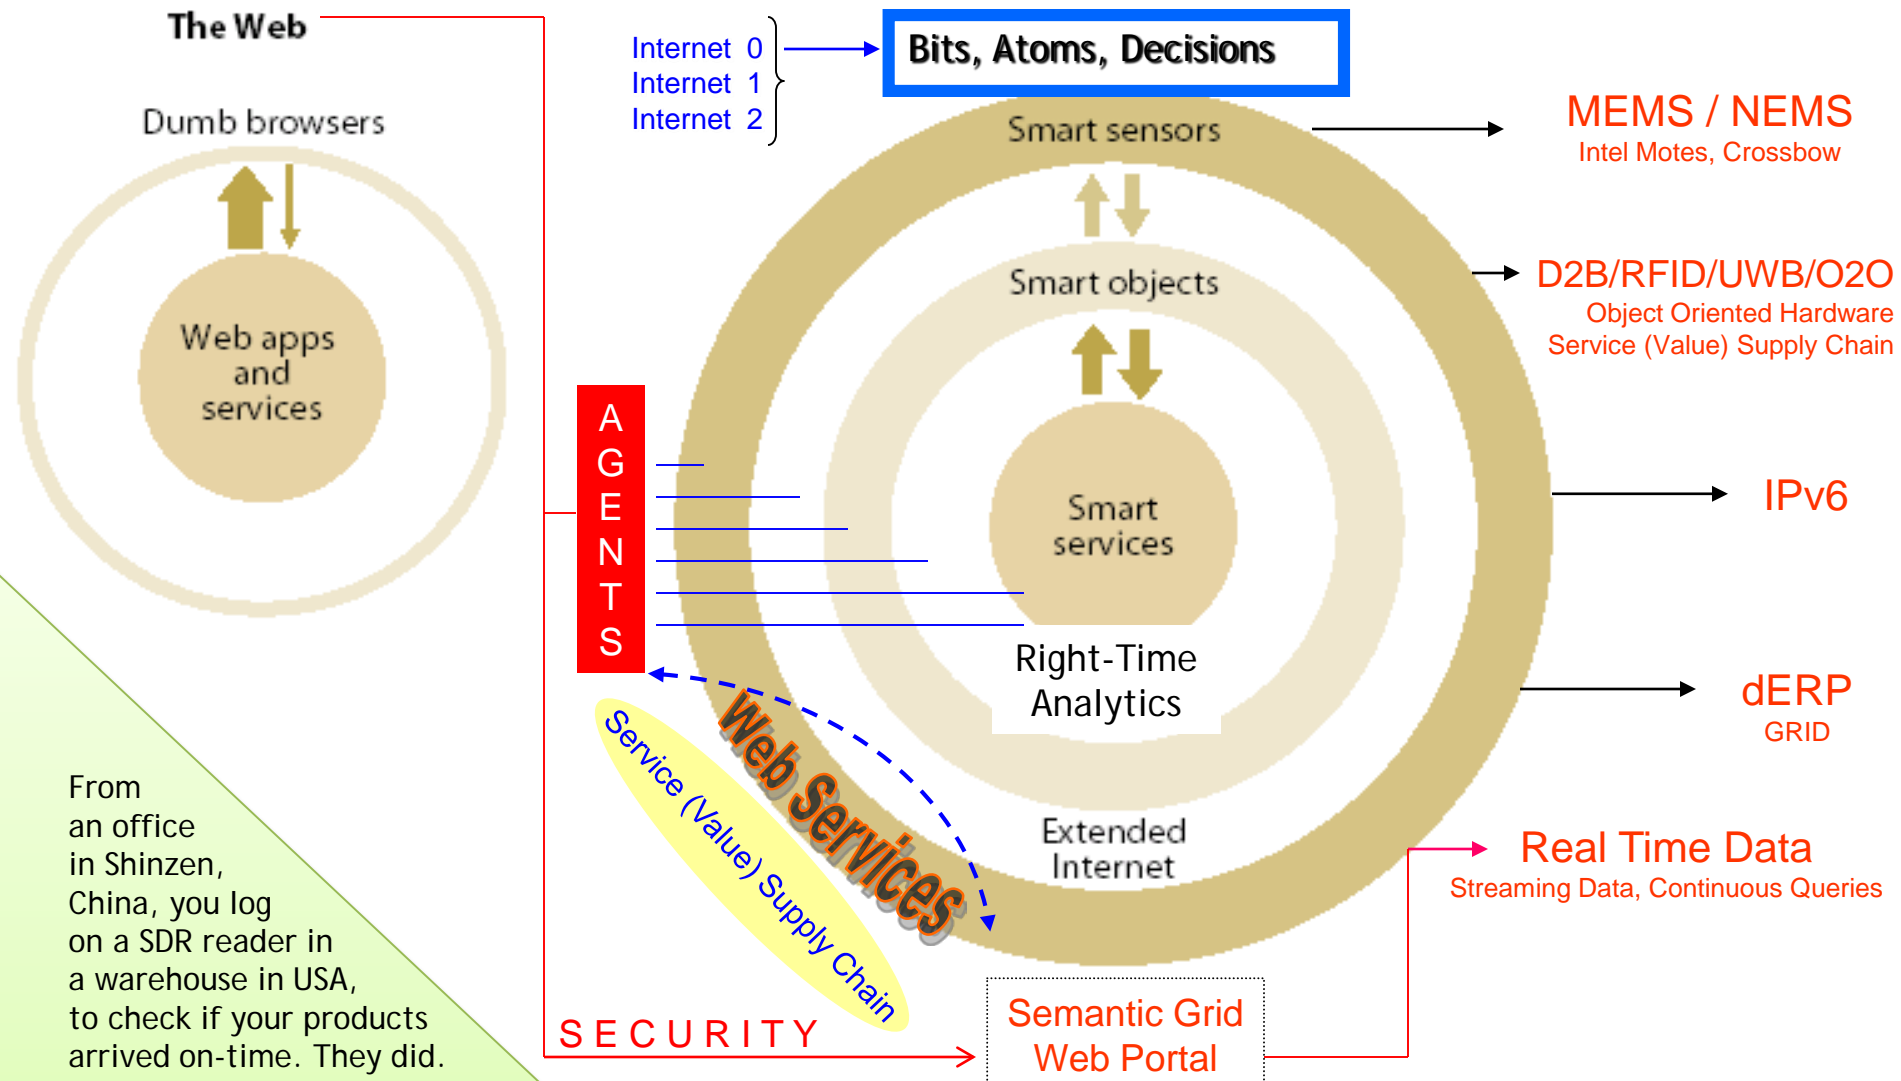 The Web
Dumb browsers
Web apps
and
services
Internet 0
Internet 1
Internet 2
Bits, Atoms, Decisions
Smart sensors
Smart objects
Smart
services
Right-Time
Analytics
Extended
Internet
A
G
E
N
T
S
Web Services
Service (Value) Supply Chain
MEMS / NEMS
Intel Motes, Crossbow
D2B/RFID/UWB/O2O
Object Oriented Hardware
Service (Value) Supply Chain
IPv6
dERP
GRID
Real Time Data
Streaming Data, Continuous Queries
From
an office
in Shinzen,
China, you log
on a SDR reader in
a warehouse in USA,
to check if your products
arrived on-time. They did.
S E C U R I T Y
Semantic Grid
Web Portal